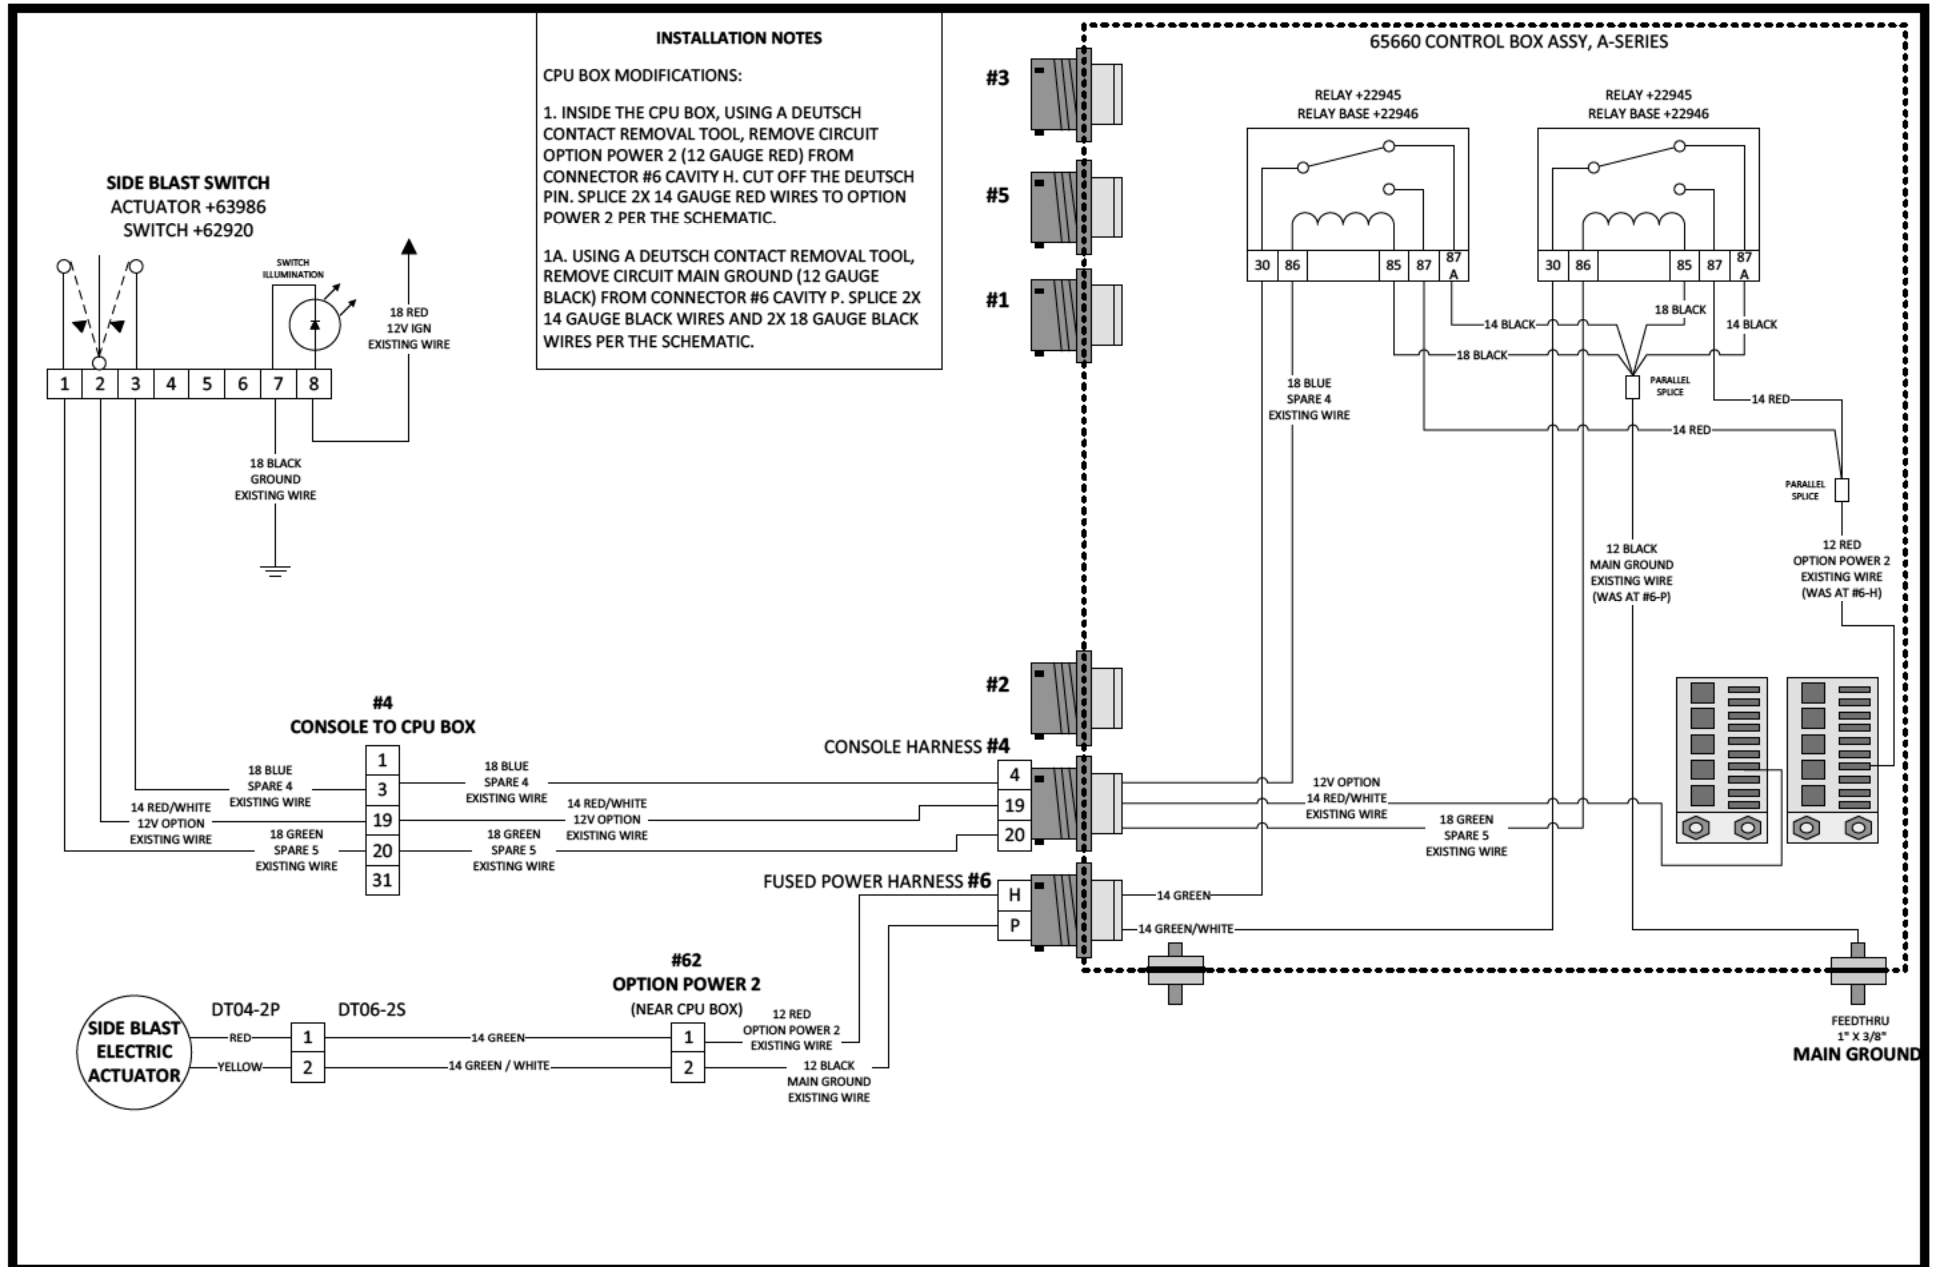 INSTALLATION NOTES
CPU BOX MODIFICATIONS:
1. INSIDE THE CPU BOX, USING A DEUTSCH
CONTACT REMOVAL TOOL, REMOVE CIRCUIT
OPTION POWER 2 (12 GAUGE RED) FROM
CONNECTOR #6 CAVITY H. CUT OFF THE DEUTSCH
PIN. SPLICE 2X 14 GAUGE RED WIRES TO OPTION
POWER 2 PER THE SCHEMATIC.
1A. USING A DEUTSCH CONTACT REMOVAL TOOL,
REMOVE CIRCUIT MAIN GROUND (12 GAUGE
BLACK) FROM CONNECTOR #6 CAVITY P. SPLICE 2X
14 GAUGE BLACK WIRES AND 2X 18 GAUGE BLACK
WIRES PER THE SCHEMATIC.
SIDE BLAST SWITCH
ACTUATOR +63986
SWITCH +62920
SWITCH
ILLUMINATION
18 RED
12V IGN
EXISTING WIRE
1 2 3 4 5 6 7 8
18 BLACK
GROUND
EXISTING WIRE
#3
#5
#1
#2
65660 CONTROL BOX ASSY, A-SERIES
RELAY +22945
RELAY BASE +22946
30 86 85 87 87
A
RELAY +22945
RELAY BASE +22946
30 86 85 87 87
A
14 BLACK
18 BLACK
18 BLACK
14 BLACK
PARALLEL
SPLICE
18 BLUE
SPARE 4
EXISTING WIRE
14 RED
14 RED
PARALLEL
SPLICE
12 BLACK
MAIN GROUND
EXISTING WIRE
(WAS AT #6-P)
12 RED
OPTION POWER 2
EXISTING WIRE
(WAS AT #6-H)
#4
CONSOLE TO CPU BOX
1
3
19
20
31
18 BLUE
SPARE 4
EXISTING WIRE
14 RED/WHITE
12V OPTION
EXISTING WIRE
18 GREEN
SPARE 5
EXISTING WIRE
18 BLUE
SPARE 4
EXISTING WIRE
14 RED/WHITE
12V OPTION
EXISTING WIRE
18 GREEN
SPARE 5
EXISTING WIRE
CONSOLE HARNESS #4
4
19
20
12V OPTION
14 RED/WHITE
EXISTING WIRE
18 GREEN
SPARE 5
EXISTING WIRE
FUSED POWER HARNESS #6
H
P
14 GREEN
14 GREEN/WHITE
#62
OPTION POWER 2
(NEAR CPU BOX)
1
2
12 RED
OPTION POWER 2
EXISTING WIRE
12 BLACK
MAIN GROUND
EXISTING WIRE
SIDE BLAST
ELECTRIC
ACTUATOR
DT04-2P
DT06-2S
RED
YELLOW
1
2
14 GREEN
14 GREEN / WHITE
FEEDTHRU
1" X 3/8"
MAIN GROUND